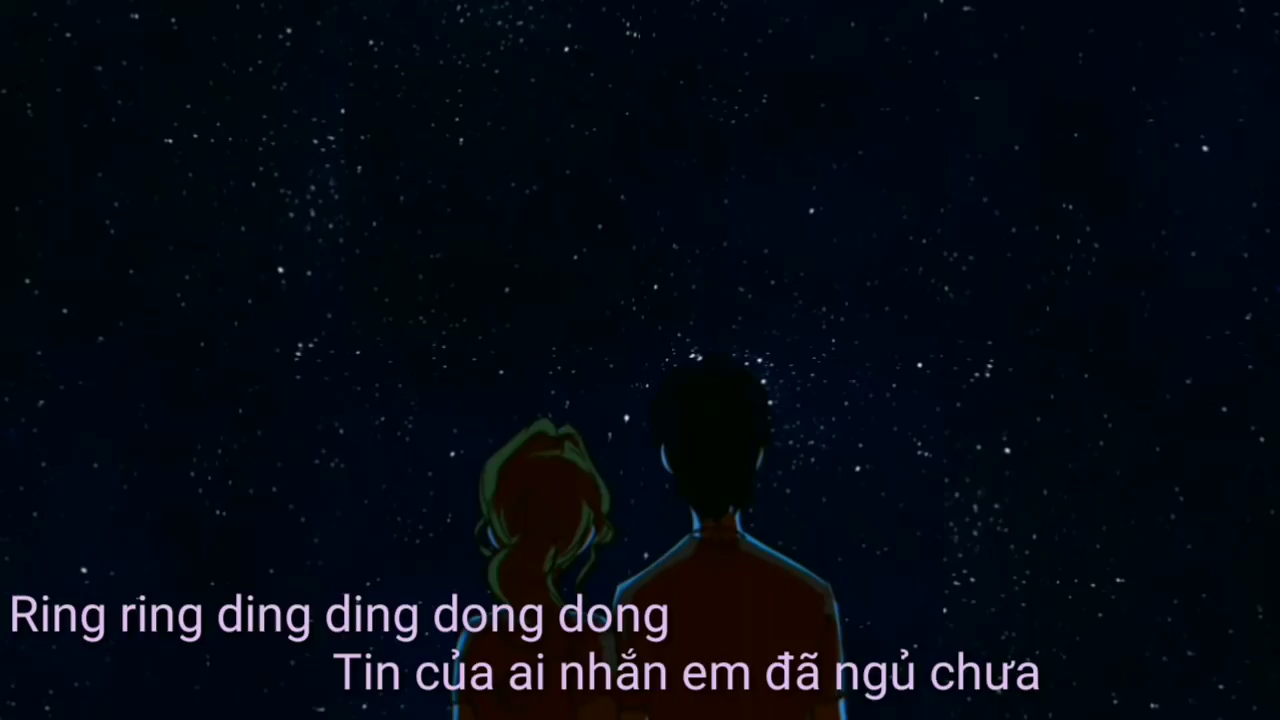 Ring ring ding ding dong dong
Tin của ai nhắn em đã ngủ chưa